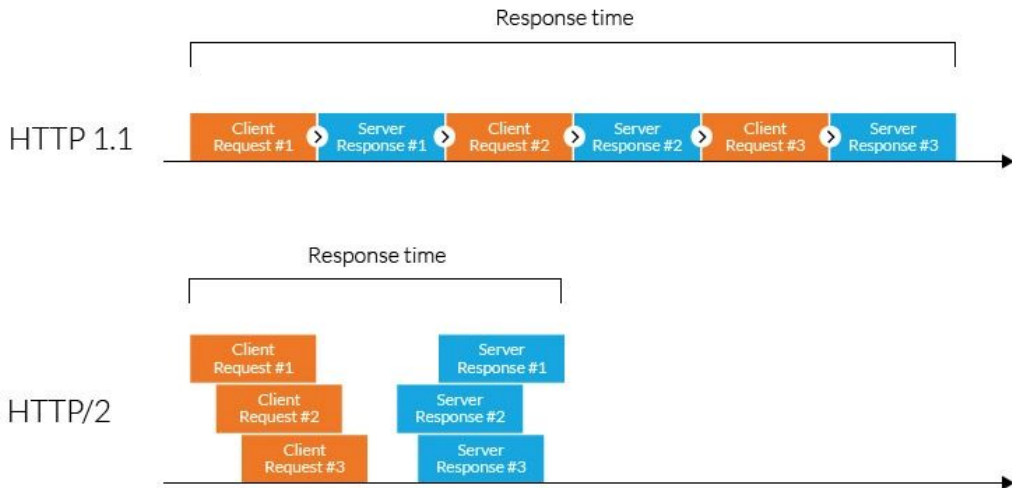 Response time
HTTP 1.1
Client
Request #1
Server
Response #1
Client
Request #2
Server
Response #2
Client
Request #3
Server
Response #3
Response time
HTTP/2
Client
Request #1
Server
Response #1
Client
Request #2
Server
Response #2
Client
Request #3
Server
Response #3